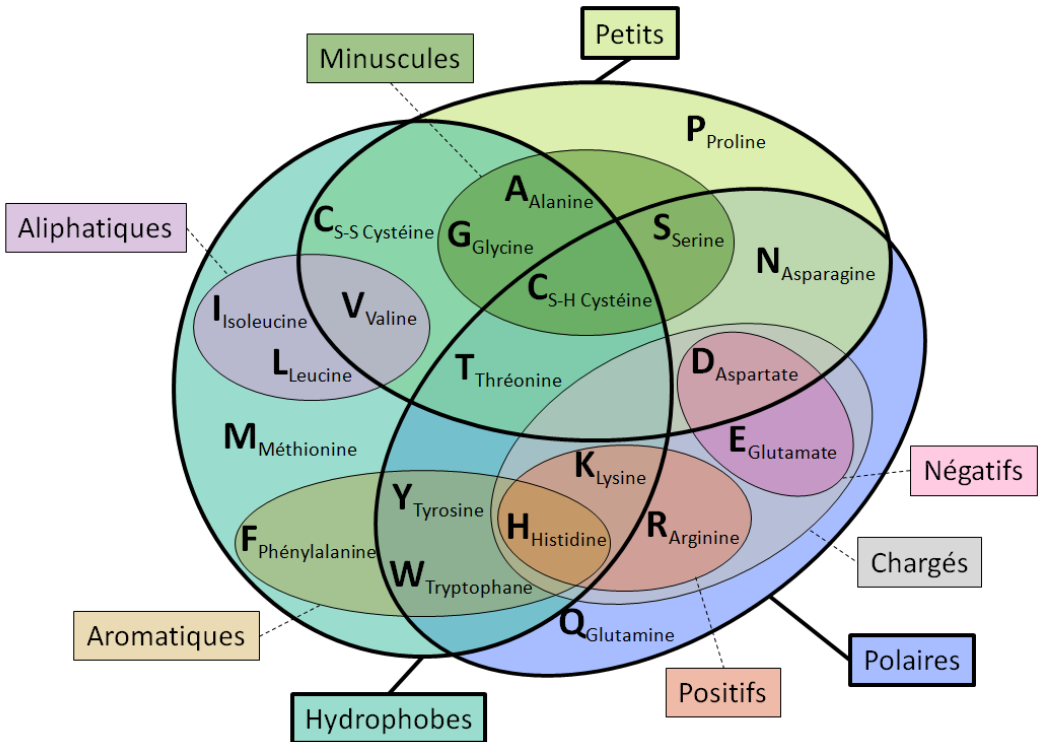 Petits
Minuscules
P Proline
A Alanine
C S-S Cystéine
G Glycine
S Serine
Aliphatiques
N Asparagine
C S-H Cystéine
I Isoleucine
V Valine
L Leucine
T Thréonine
D Aspartate
M Méthionine
E Glutamate
K Lysine
Négatifs
Y Tyrosine
F Phénylalanine
H Histidine
R Arginine
Chargés
W Tryptophane
Q Glutamine
Aromatiques
Polaires
Positifs
Hydrophobes